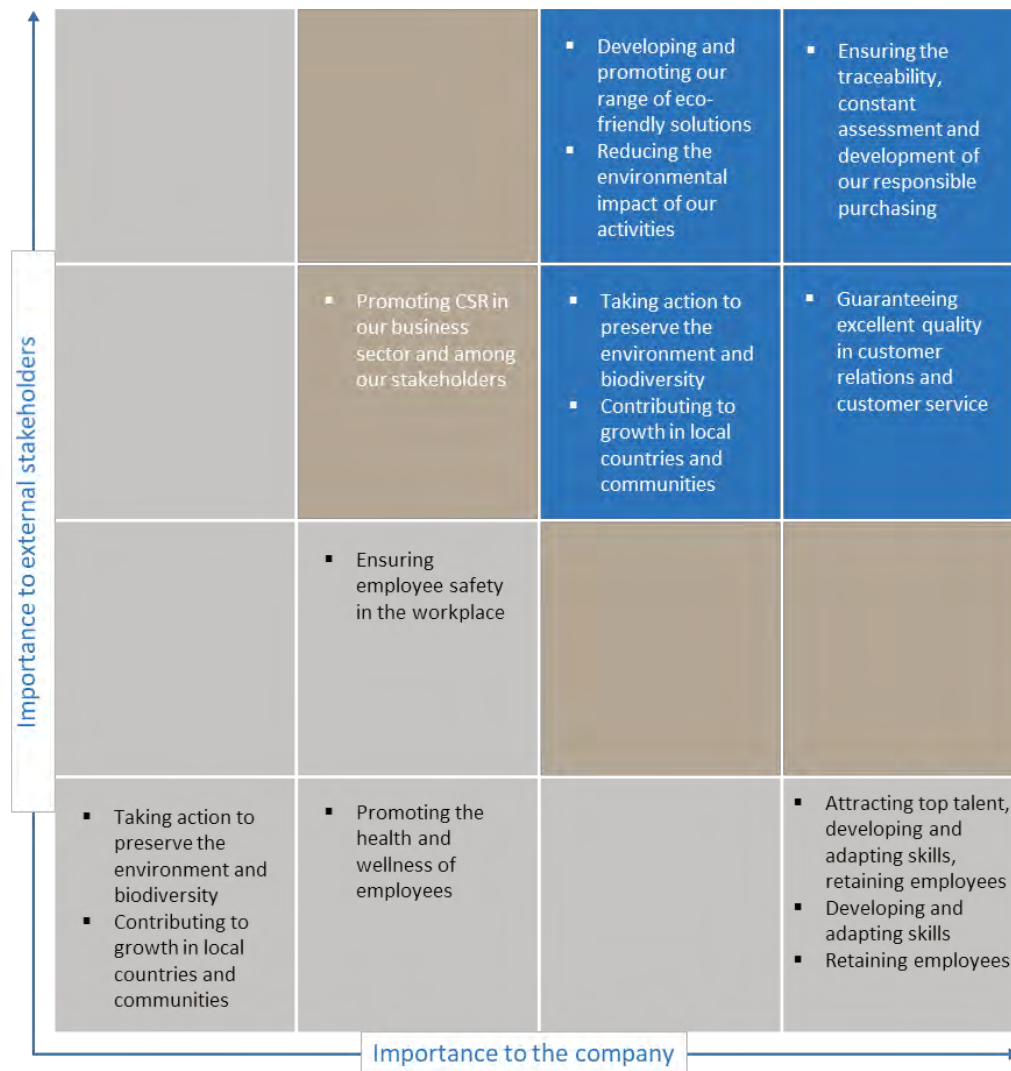 Importance to external stakeholders
▪ Developing and
promoting our
range of eco-
friendly solutions
▪ Reducing the
environmental
impact of our
activities
▪ Ensuring the
traceability,
constant
assessment and
development of
our responsible
purchasing
▪ Promoting CSR in
our business
sector and among
our stakeholders
▪ Taking action to
preserve the
environment and
biodiversity
▪ Contributing to
growth in local
countries and
communities
▪ Guaranteeing
excellent quality
in customer
relations and
customer service
▪ Ensuring
employee safety
in the workplace
▪ Taking action to
preserve the
environment and
biodiversity
▪ Contributing to
growth in local
countries and
communities
▪ Promoting the
health and
wellness of
employees
▪ Attracting top talent,
developing and
adapting skills,
retaining employees
▪ Developing and
adapting skills
▪ Retaining employees
Importance to the company